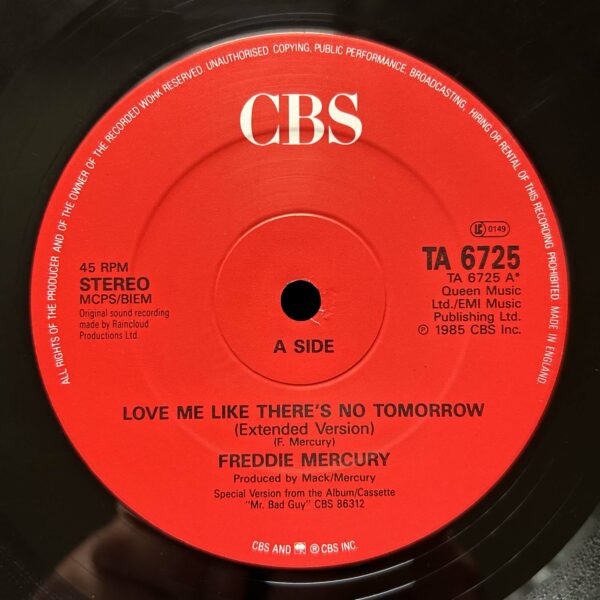 ALL RIGHTS OF THE PRODUCER AND OF THE OWNER OF THE RECORDED WORK RESERVED. UNAUTHORISED COPYING, PUBLIC PERFORMANCE, BROADCASTING, HIRING OR RENTAL OF THIS RECORDING PROHIBITED. MADE IN ENGLAND.
CBS
LC 0149
45 RPM
STEREO
MCPS/BIEM
Original sound recording
made by Raincloud
Productions Ltd.
TA 6725
TA 6725 A*
Queen Music
Ltd./EMI Music
Publishing Ltd.
℗ 1985 CBS Inc.
A SIDE
LOVE ME LIKE THERE'S NO TOMORROW
(Extended Version)
(F. Mercury)
FREDDIE MERCURY
Produced by Mack/Mercury
Special Version from the Album/Cassette
"Mr. Bad Guy" CBS 86312
CBS AND ® CBS INC.